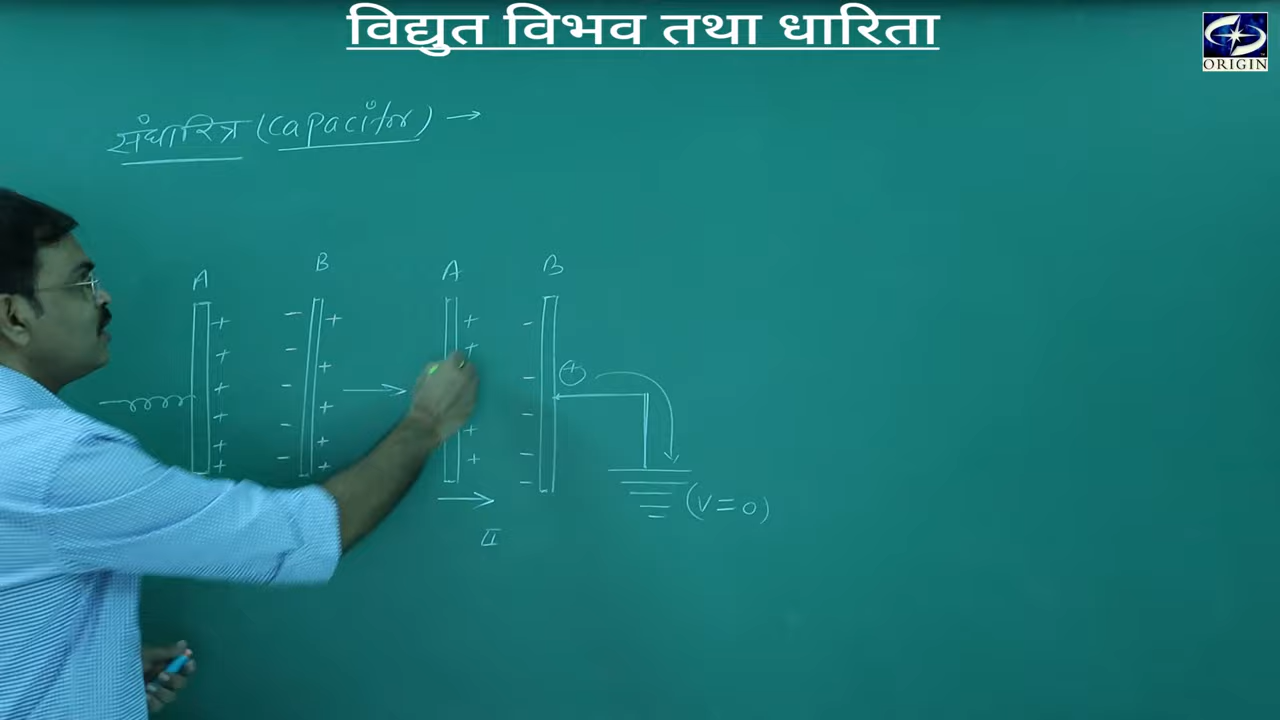 विद्युत विभव तथा धारिता
ORIGIN
संधारित्र (Capacitor) →
A B A B
- + + - + + -
+ → (V=0)
II